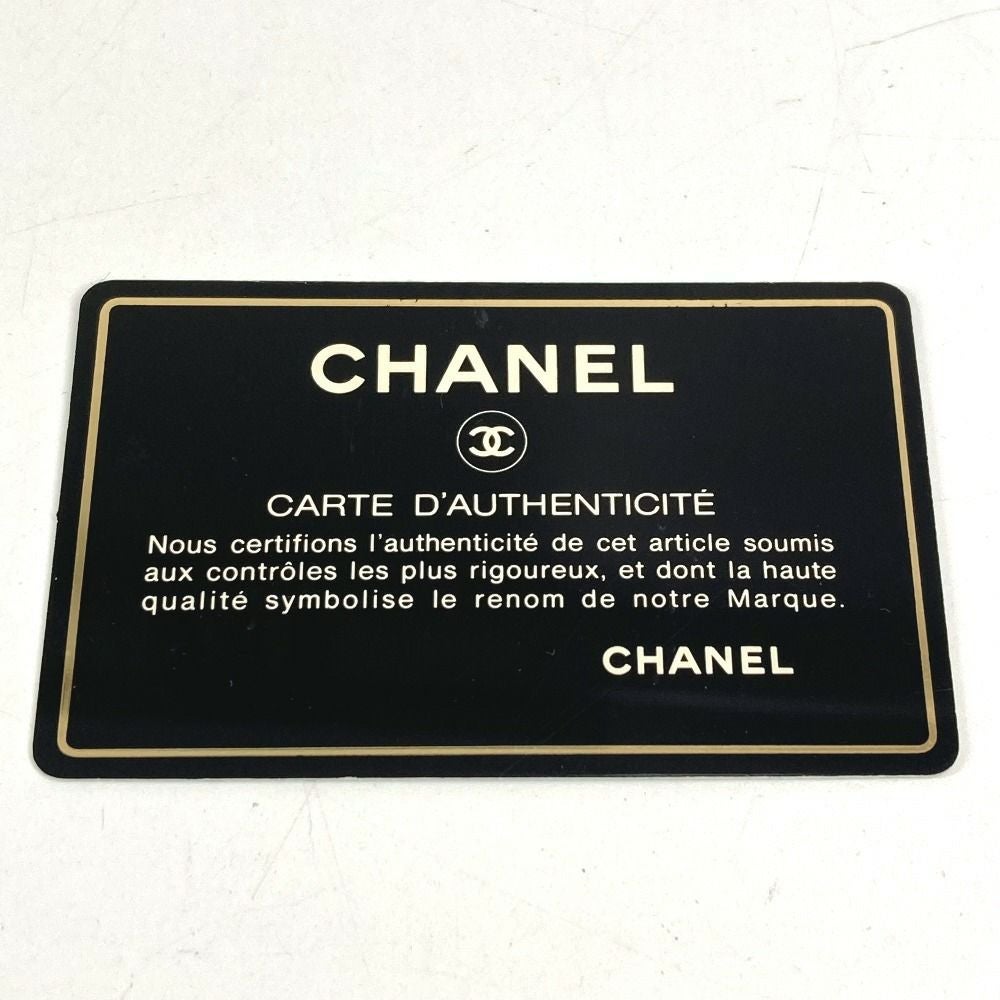 CHANEL
CARTE D'AUTHENTICITÉ
Nous certifions l'authenticité de cet article soumis
aux contrôles les plus rigoureux, et dont la haute
qualité symbolise le renom de notre Marque.
CHANEL